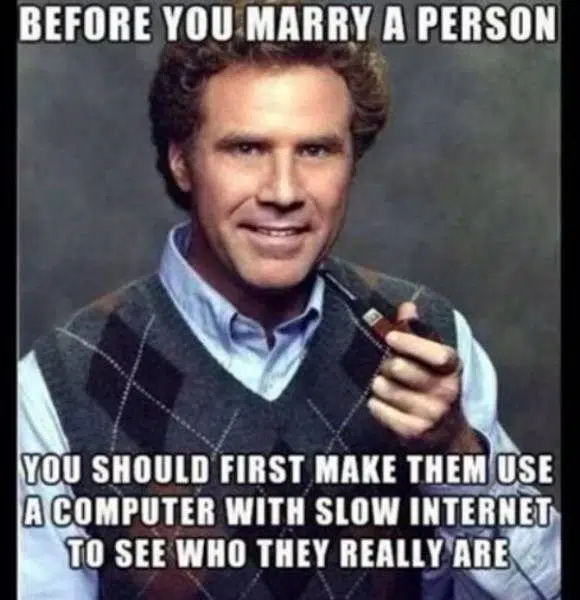 BEFORE YOU MARRY A PERSON
YOU SHOULD FIRST MAKE THEM USE
A COMPUTER WITH SLOW INTERNET
TO SEE WHO THEY REALLY ARE